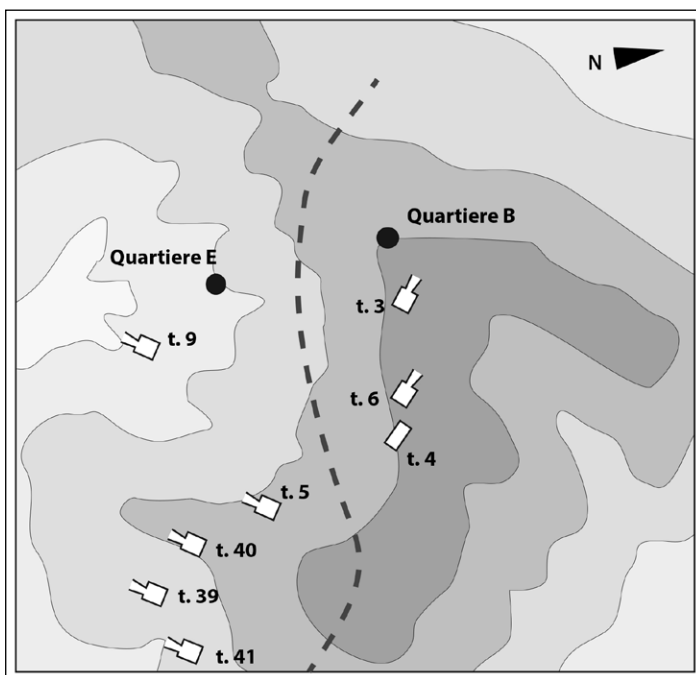 N
Quartiere B
Quartiere E
t. 3
t. 9
t. 6
t. 4
t. 5
t. 40
t. 39
t. 41